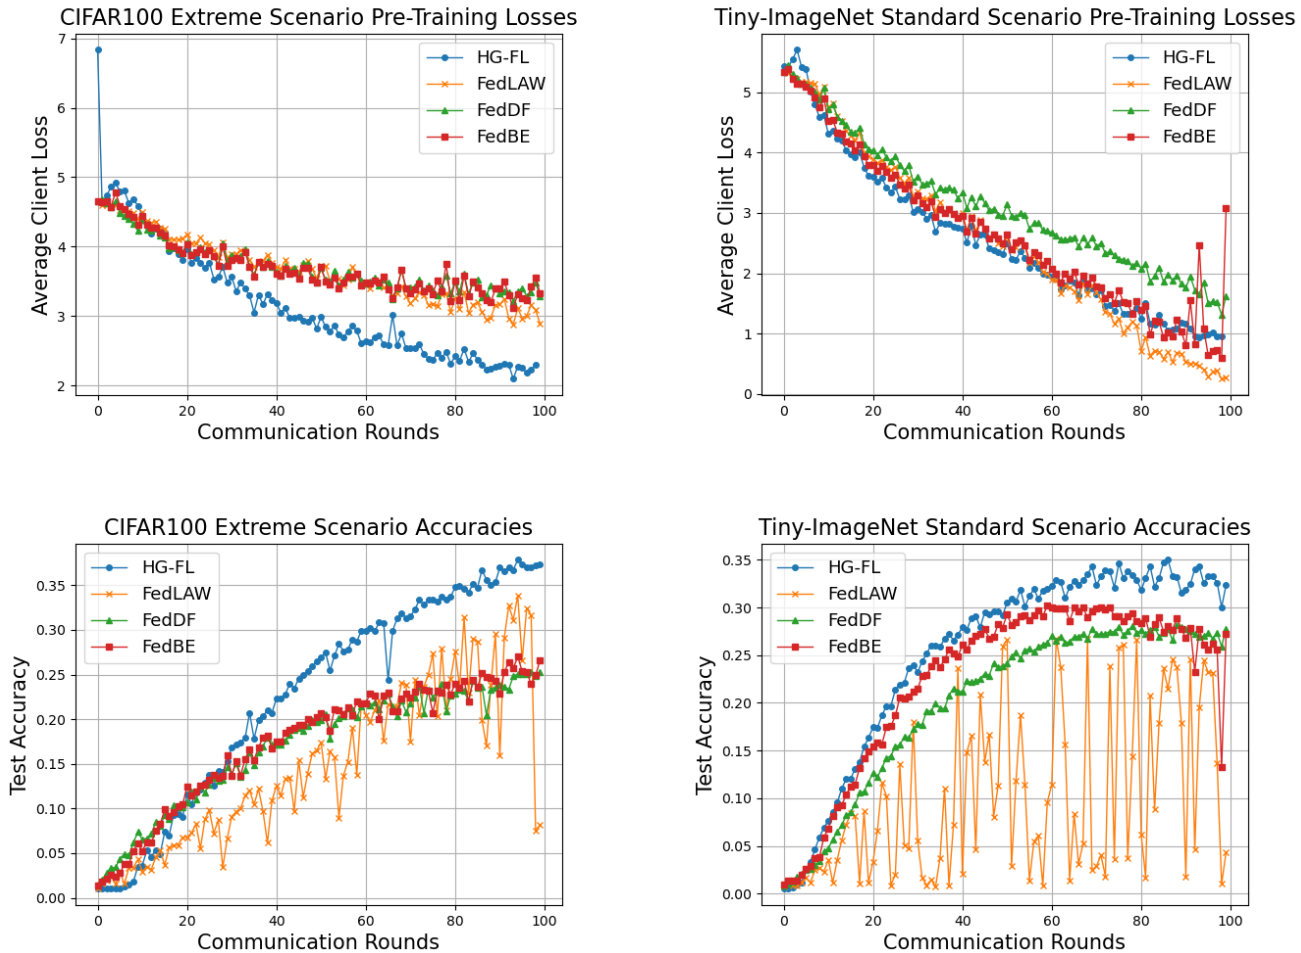 CIFAR100 Extreme Scenario Pre-Training Losses
7
6
5
4
3
2
Average Client Loss
HG-FL
FedLAW
FedDF
FedBE
0 20 40 60 80 100
Communication Rounds
Tiny-ImageNet Standard Scenario Pre-Training Losses
5
4
3
2
1
0
Average Client Loss
HG-FL
FedLAW
FedDF
FedBE
0 20 40 60 80 100
Communication Rounds
CIFAR100 Extreme Scenario Accuracies
0.35
0.30
0.25
0.20
0.15
0.10
0.05
0.00
Test Accuracy
HG-FL
FedLAW
FedDF
FedBE
0 20 40 60 80 100
Communication Rounds
Tiny-ImageNet Standard Scenario Accuracies
0.35
0.30
0.25
0.20
0.15
0.10
0.05
0.00
Test Accuracy
HG-FL
FedLAW
FedDF
FedBE
0 20 40 60 80 100
Communication Rounds